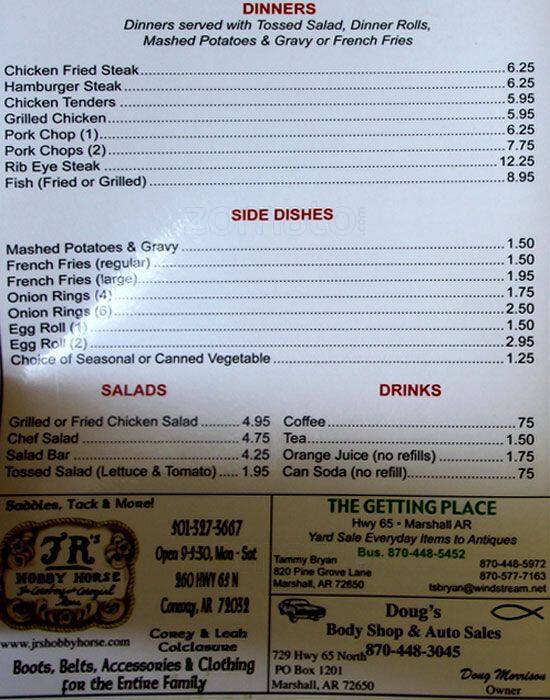 DINNERS
Dinners served with Tossed Salad, Dinner Rolls,
Mashed Potatoes & Gravy or French Fries
Chicken Fried Steak 6.25
Hamburger Steak 6.25
Chicken Tenders 5.95
Grilled Chicken 5.95
Pork Chop (1) 6.25
Pork Chops (2) 7.75
Rib Eye Steak 12.25
Fish (Fried or Grilled) 8.95
SIDE DISHES
Mashed Potatoes & Gravy 1.50
French Fries (regular) 1.50
French Fries (large) 1.95
Onion Rings (4) 1.75
Onion Rings (6) 2.50
Egg Roll (1) 1.50
Egg Roll (2) 2.95
Choice of Seasonal or Canned Vegetable 1.25
SALADS
Grilled or Fried Chicken Salad 4.95
Chef Salad 4.75
Salad Bar 4.25
Tossed Salad (Lettuce & Tomato) 1.95
DRINKS
Coffee 75
Tea 1.50
Orange Juice (no refills) 1.75
Can Soda (no refill) 75
Saddles, Tack & More!
JR's
HOBBY HORSE
Store
501-327-3667
Open 9-5:30, Mon - Sat
260 HWY 65 N
Conway, AR 72032
Corey & Leah
Colclasure
www.jrshobbyhorse.com
Boots, Belts, Accessories & Clothing
for the Entire Family
THE GETTING PLACE
Hwy 65 • Marshall AR
Yard Sale Everyday Items to Antiques
Bus. 870-448-5452
Tammy Bryan
820 Pine Grove Lane
Marshall, AR 72650
870-448-5972
870-577-7163
tsbryan@windstream.net
Doug's
Body Shop & Auto Sales
729 Hwy 65 North
870-448-3045
PO Box 1201
Marshall, AR 72650
Doug Morrison
Owner